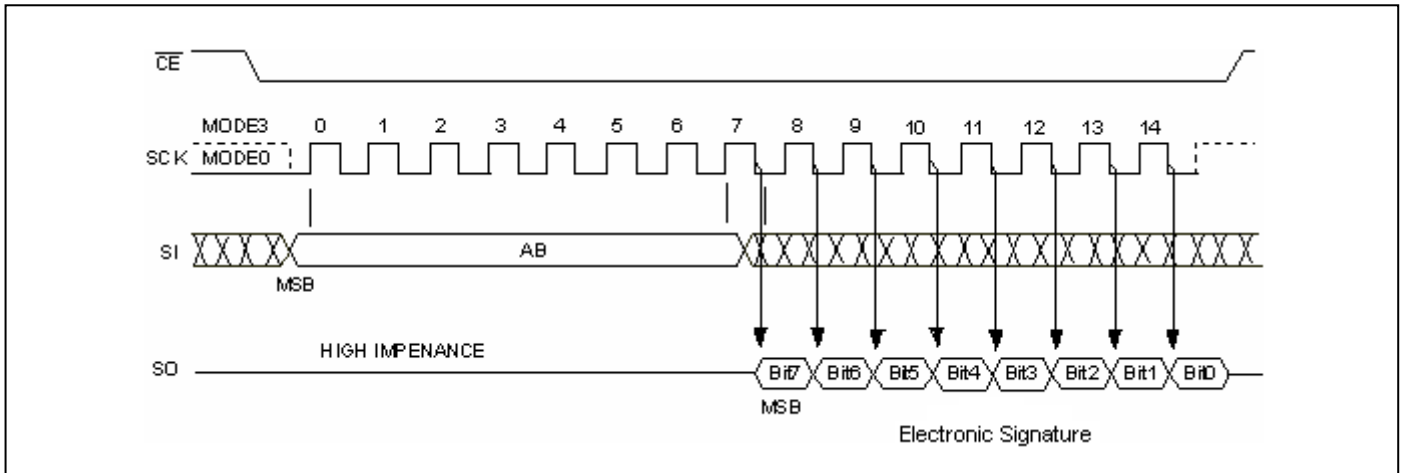 CE
MODE3 0 1 2 3 4 5 6 7 8 9 10 11 12 13 14
SCK MODE0
SI AB
MSB
HIGH IMPENANCE
SO Bit7 Bit6 Bit5 Bit4 Bit3 Bit2 Bit1 Bit0
MSB
Electronic Signature